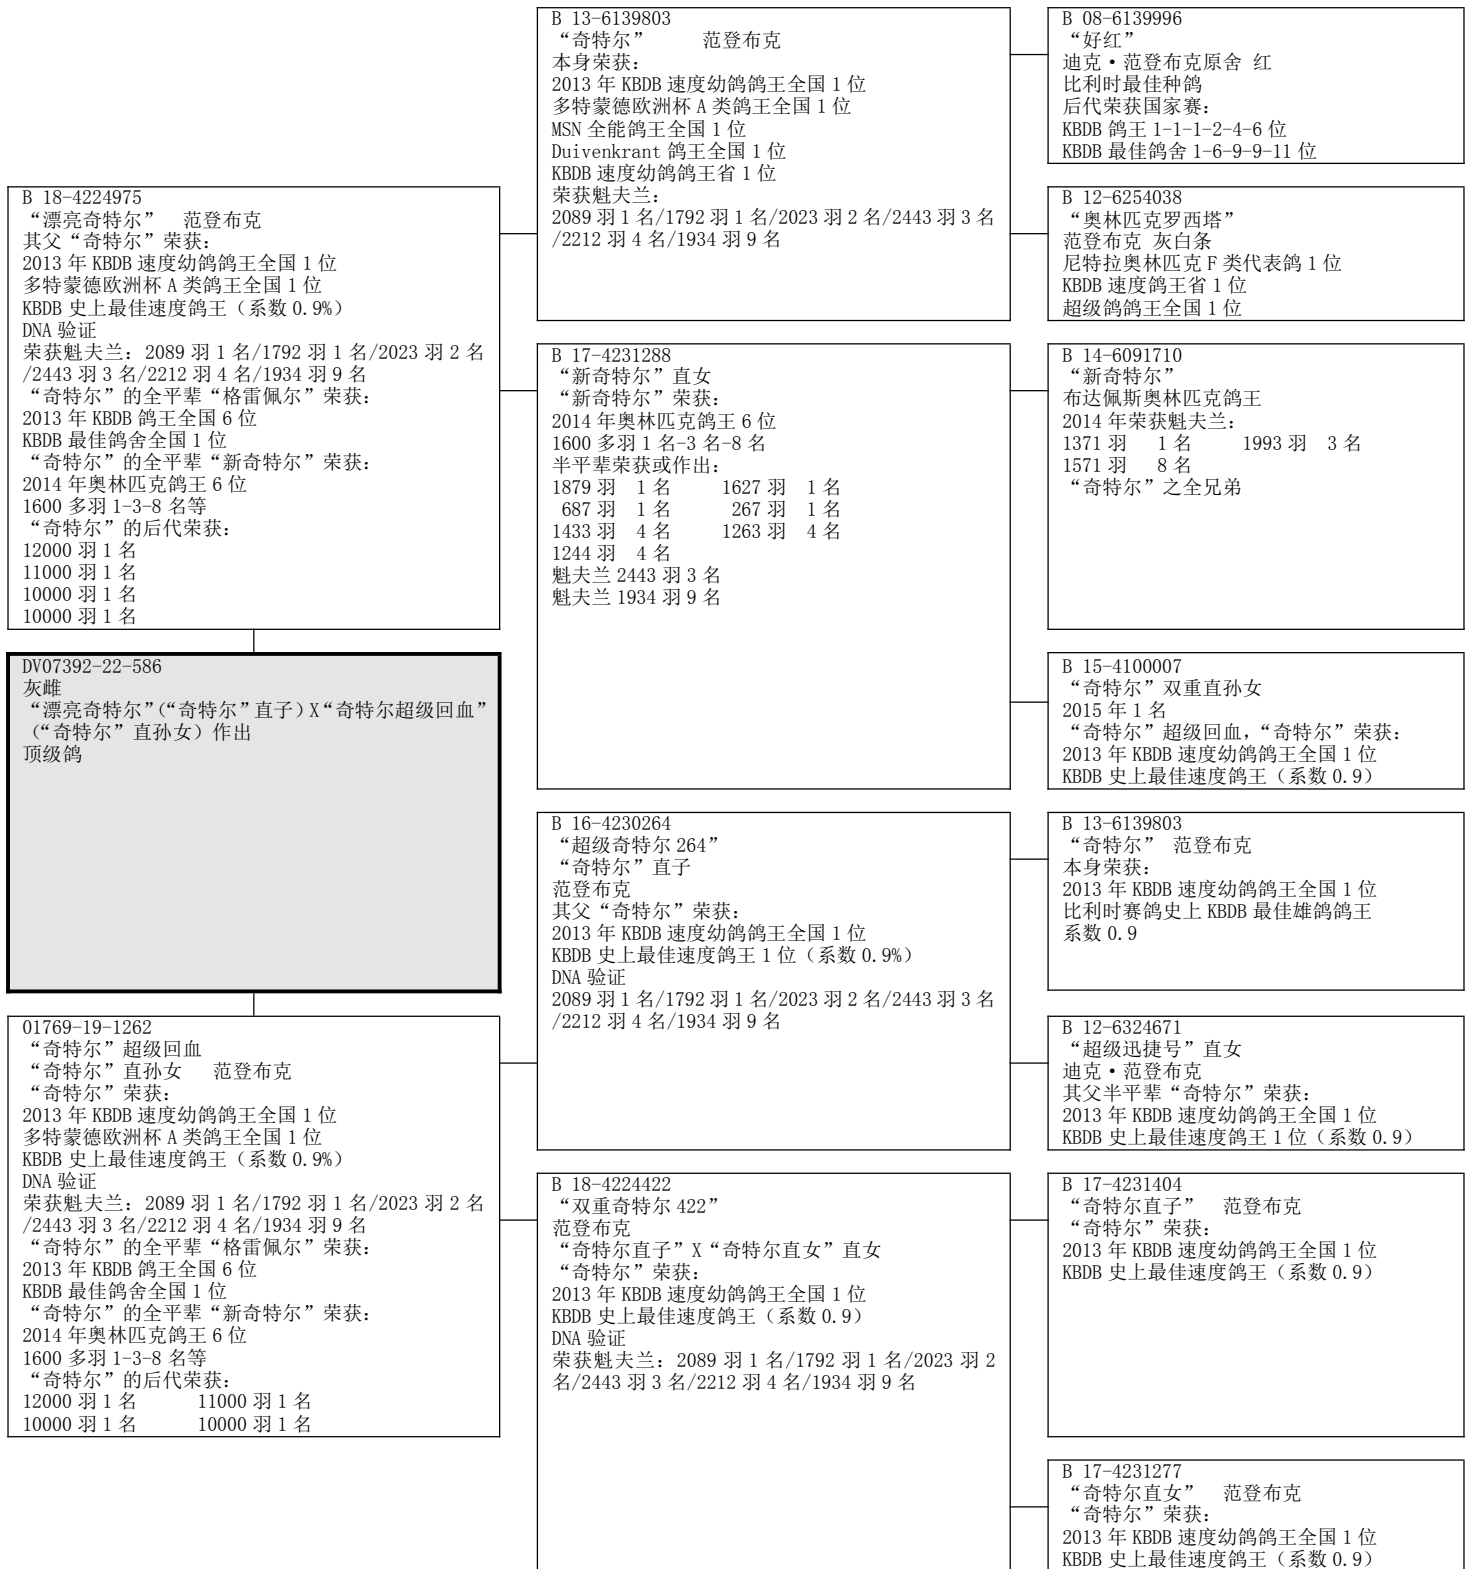 B 18-4224975
“漂亮奇特尔” 范登布克
其父“奇特尔”荣获：
2013 年 KBDB 速度幼鸽鸽王全国 1 位
多特蒙德欧洲杯 A 类鸽王全国 1 位
KBDB 史上最佳速度鸽王（系数 0.9%）
DNA 验证
荣获魁夫兰：2089 羽 1 名/1792 羽 1 名/2023 羽 2 名
/2443 羽 3 名/2212 羽 4 名/1934 羽 9 名
“奇特尔”的全平辈“格雷佩尔”荣获：
2013 年 KBDB 鸽王全国 6 位
KBDB 最佳鸽舍全国 1 位
“奇特尔”的全平辈“新奇特尔”荣获：
2014 年奥林匹克鸽王 6 位
1600 多羽 1-3-8 名等
“奇特尔”的后代荣获：
12000 羽 1 名
11000 羽 1 名
10000 羽 1 名
10000 羽 1 名
DV07392-22-586
灰雌
“漂亮奇特尔”（“奇特尔”直子）X“奇特尔超级回血”
（“奇特尔”直孙女）作出
顶级鸽
01769-19-1262
“奇特尔”超级回血
“奇特尔”直孙女 范登布克
“奇特尔”荣获：
2013 年 KBDB 速度幼鸽鸽王全国 1 位
多特蒙德欧洲杯 A 类鸽王全国 1 位
KBDB 史上最佳速度鸽王（系数 0.9%）
DNA 验证
荣获魁夫兰：2089 羽 1 名/1792 羽 1 名/2023 羽 2 名
/2443 羽 3 名/2212 羽 4 名/1934 羽 9 名
“奇特尔”的全平辈“格雷佩尔”荣获：
2013 年 KBDB 鸽王全国 6 位
KBDB 最佳鸽舍全国 1 位
“奇特尔”的全平辈“新奇特尔”荣获：
2014 年奥林匹克鸽王 6 位
1600 多羽 1-3-8 名等
“奇特尔”的后代荣获：
12000 羽 1 名 11000 羽 1 名
10000 羽 1 名 10000 羽 1 名
B 13-6139803
“奇特尔” 范登布克
本身荣获：
2013 年 KBDB 速度幼鸽鸽王全国 1 位
多特蒙德欧洲杯 A 类鸽王全国 1 位
MSN 全能鸽王全国 1 位
Duivenkrant 鸽王全国 1 位
KBDB 速度幼鸽鸽王省 1 位
荣获魁夫兰：
2089 羽 1 名/1792 羽 1 名/2023 羽 2 名/2443 羽 3 名
/2212 羽 4 名/1934 羽 9 名
B 17-4231288
“新奇特尔”直女
“新奇特尔”荣获：
2014 年奥林匹克鸽王 6 位
1600 多羽 1 名-3 名-8 名
半平辈荣获或作出：
1879 羽 1 名 1627 羽 1 名
687 羽 1 名 267 羽 1 名
1433 羽 4 名 1263 羽 4 名
1244 羽 4 名
魁夫兰 2443 羽 3 名
魁夫兰 1934 羽 9 名
B 16-4230264
“超级奇特尔 264”
“奇特尔”直子
范登布克
其父“奇特尔”荣获：
2013 年 KBDB 速度幼鸽鸽王全国 1 位
KBDB 史上最佳速度鸽王 1 位（系数 0.9%）
DNA 验证
2089 羽 1 名/1792 羽 1 名/2023 羽 2 名/2443 羽 3 名
/2212 羽 4 名/1934 羽 9 名
B 18-4224422
“双重奇特尔 422”
范登布克
“奇特尔直子”X“奇特尔直女”直女
“奇特尔”荣获：
2013 年 KBDB 速度幼鸽鸽王全国 1 位
KBDB 史上最佳速度鸽王（系数 0.9）
DNA 验证
荣获魁夫兰：2089 羽 1 名/1792 羽 1 名/2023 羽 2
名/2443 羽 3 名/2212 羽 4 名/1934 羽 9 名
B 08-6139996
“好红”
迪克·范登布克原舍 红
比利时最佳种鸽
后代荣获国家赛：
KBDB 鸽王 1-1-1-2-4-6 位
KBDB 最佳鸽舍 1-6-9-9-11 位
B 12-6254038
“奥林匹克罗西塔”
范登布克 灰白条
尼特拉奥林匹克 F 类代表鸽 1 位
KBDB 速度鸽王省 1 位
超级鸽鸽王全国 1 位
B 14-6091710
“新奇特尔”
布达佩斯奥林匹克鸽王
2014 年荣获魁夫兰：
1371 羽 1 名 1993 羽 3 名
1571 羽 8 名
“奇特尔”之全兄弟
B 15-4100007
“奇特尔”双重直孙女
2015 年 1 名
“奇特尔”超级回血，“奇特尔”荣获：
2013 年 KBDB 速度幼鸽鸽王全国 1 位
KBDB 史上最佳速度鸽王（系数 0.9）
B 13-6139803
“奇特尔” 范登布克
本身荣获：
2013 年 KBDB 速度幼鸽鸽王全国 1 位
比利时赛鸽史上 KBDB 最佳雄鸽鸽王
系数 0.9
B 12-6324671
“超级迅捷号”直女
迪克·范登布克
其父半平辈“奇特尔”荣获：
2013 年 KBDB 速度幼鸽鸽王全国 1 位
KBDB 史上最佳速度鸽王 1 位（系数 0.9）
B 17-4231404
“奇特尔直子” 范登布克
“奇特尔”荣获：
2013 年 KBDB 速度幼鸽鸽王全国 1 位
KBDB 史上最佳速度鸽王（系数 0.9）
B 17-4231277
“奇特尔直女” 范登布克
“奇特尔”荣获：
2013 年 KBDB 速度幼鸽鸽王全国 1 位
KBDB 史上最佳速度鸽王（系数 0.9）